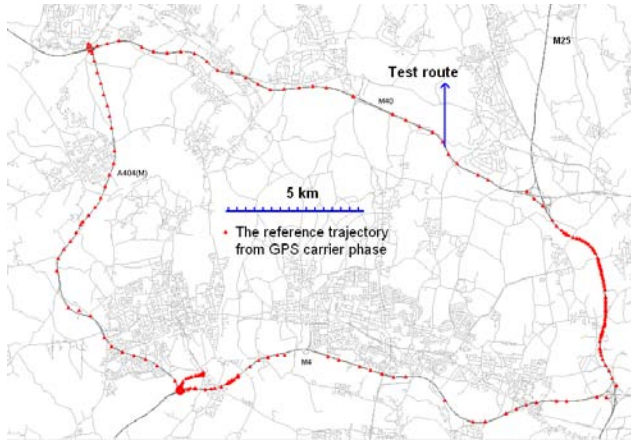 M25
Test route
M40
A404(M)
5 km
The reference trajectory
from GPS carrier phase
M4